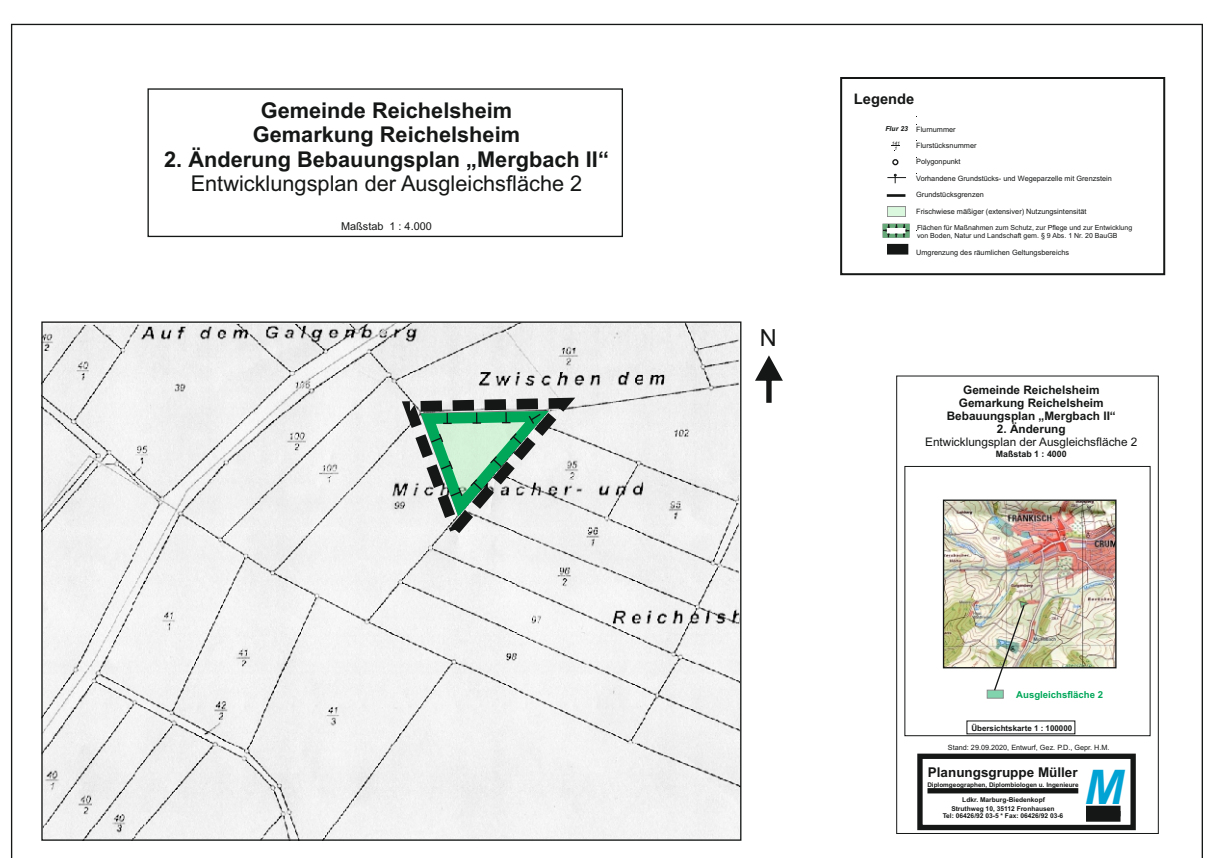 Gemeinde Reichelsheim
Gemarkung Reichelsheim
2. Änderung Bebauungsplan „Mergbach II“
Entwicklungsplan der Ausgleichsfläche 2
Maßstab 1 : 4.000
Legende
Flur 23 Flurnummer
Flurstücksnummer
Polygonpunkt
Vorhandene Grundstücks- und Wegeparzelle mit Grenzstein
Grundstücksgrenzen
Frischwiese mäßiger (extensiver) Nutzungsintensität
Flächen für Maßnahmen zum Schutz, zur Pflege und zur Entwicklung
von Boden, Natur und Landschaft gem. § 9 Abs. 1 Nr. 20 BauGB
Umgrenzung des räumlichen Geltungsbereichs
Auf dem Galgenberg
40
2
40
1
39
106
101
2
Zwischen dem
N
100
2
100
1
102
95
1
95
2
Michelbacher- und
99
95
1
96
1
96
2
97
Reichelsh
98
41
1
41
2
41
3
42
2
40
1
40
2
40
3
Gemeinde Reichelsheim
Gemarkung Reichelsheim
Bebauungsplan „Mergbach II“
2. Änderung
Entwicklungsplan der Ausgleichsfläche 2
Maßstab 1 : 4000
FRÄNKISCH
CRUM
Ausgleichsfläche 2
Übersichtskarte 1 : 100000
Stand: 29.09.2020, Entwurf, Gez. P.D., Gepr. H.M.
Planungsgruppe Müller
Diplomgeographen, Diplombiologen u. Ingenieure
M
Ldkr. Marburg-Biedenkopf
Struthweg 10, 35112 Fronhausen
Tel: 06426/92 03-5 * Fax: 06426/92 03-6